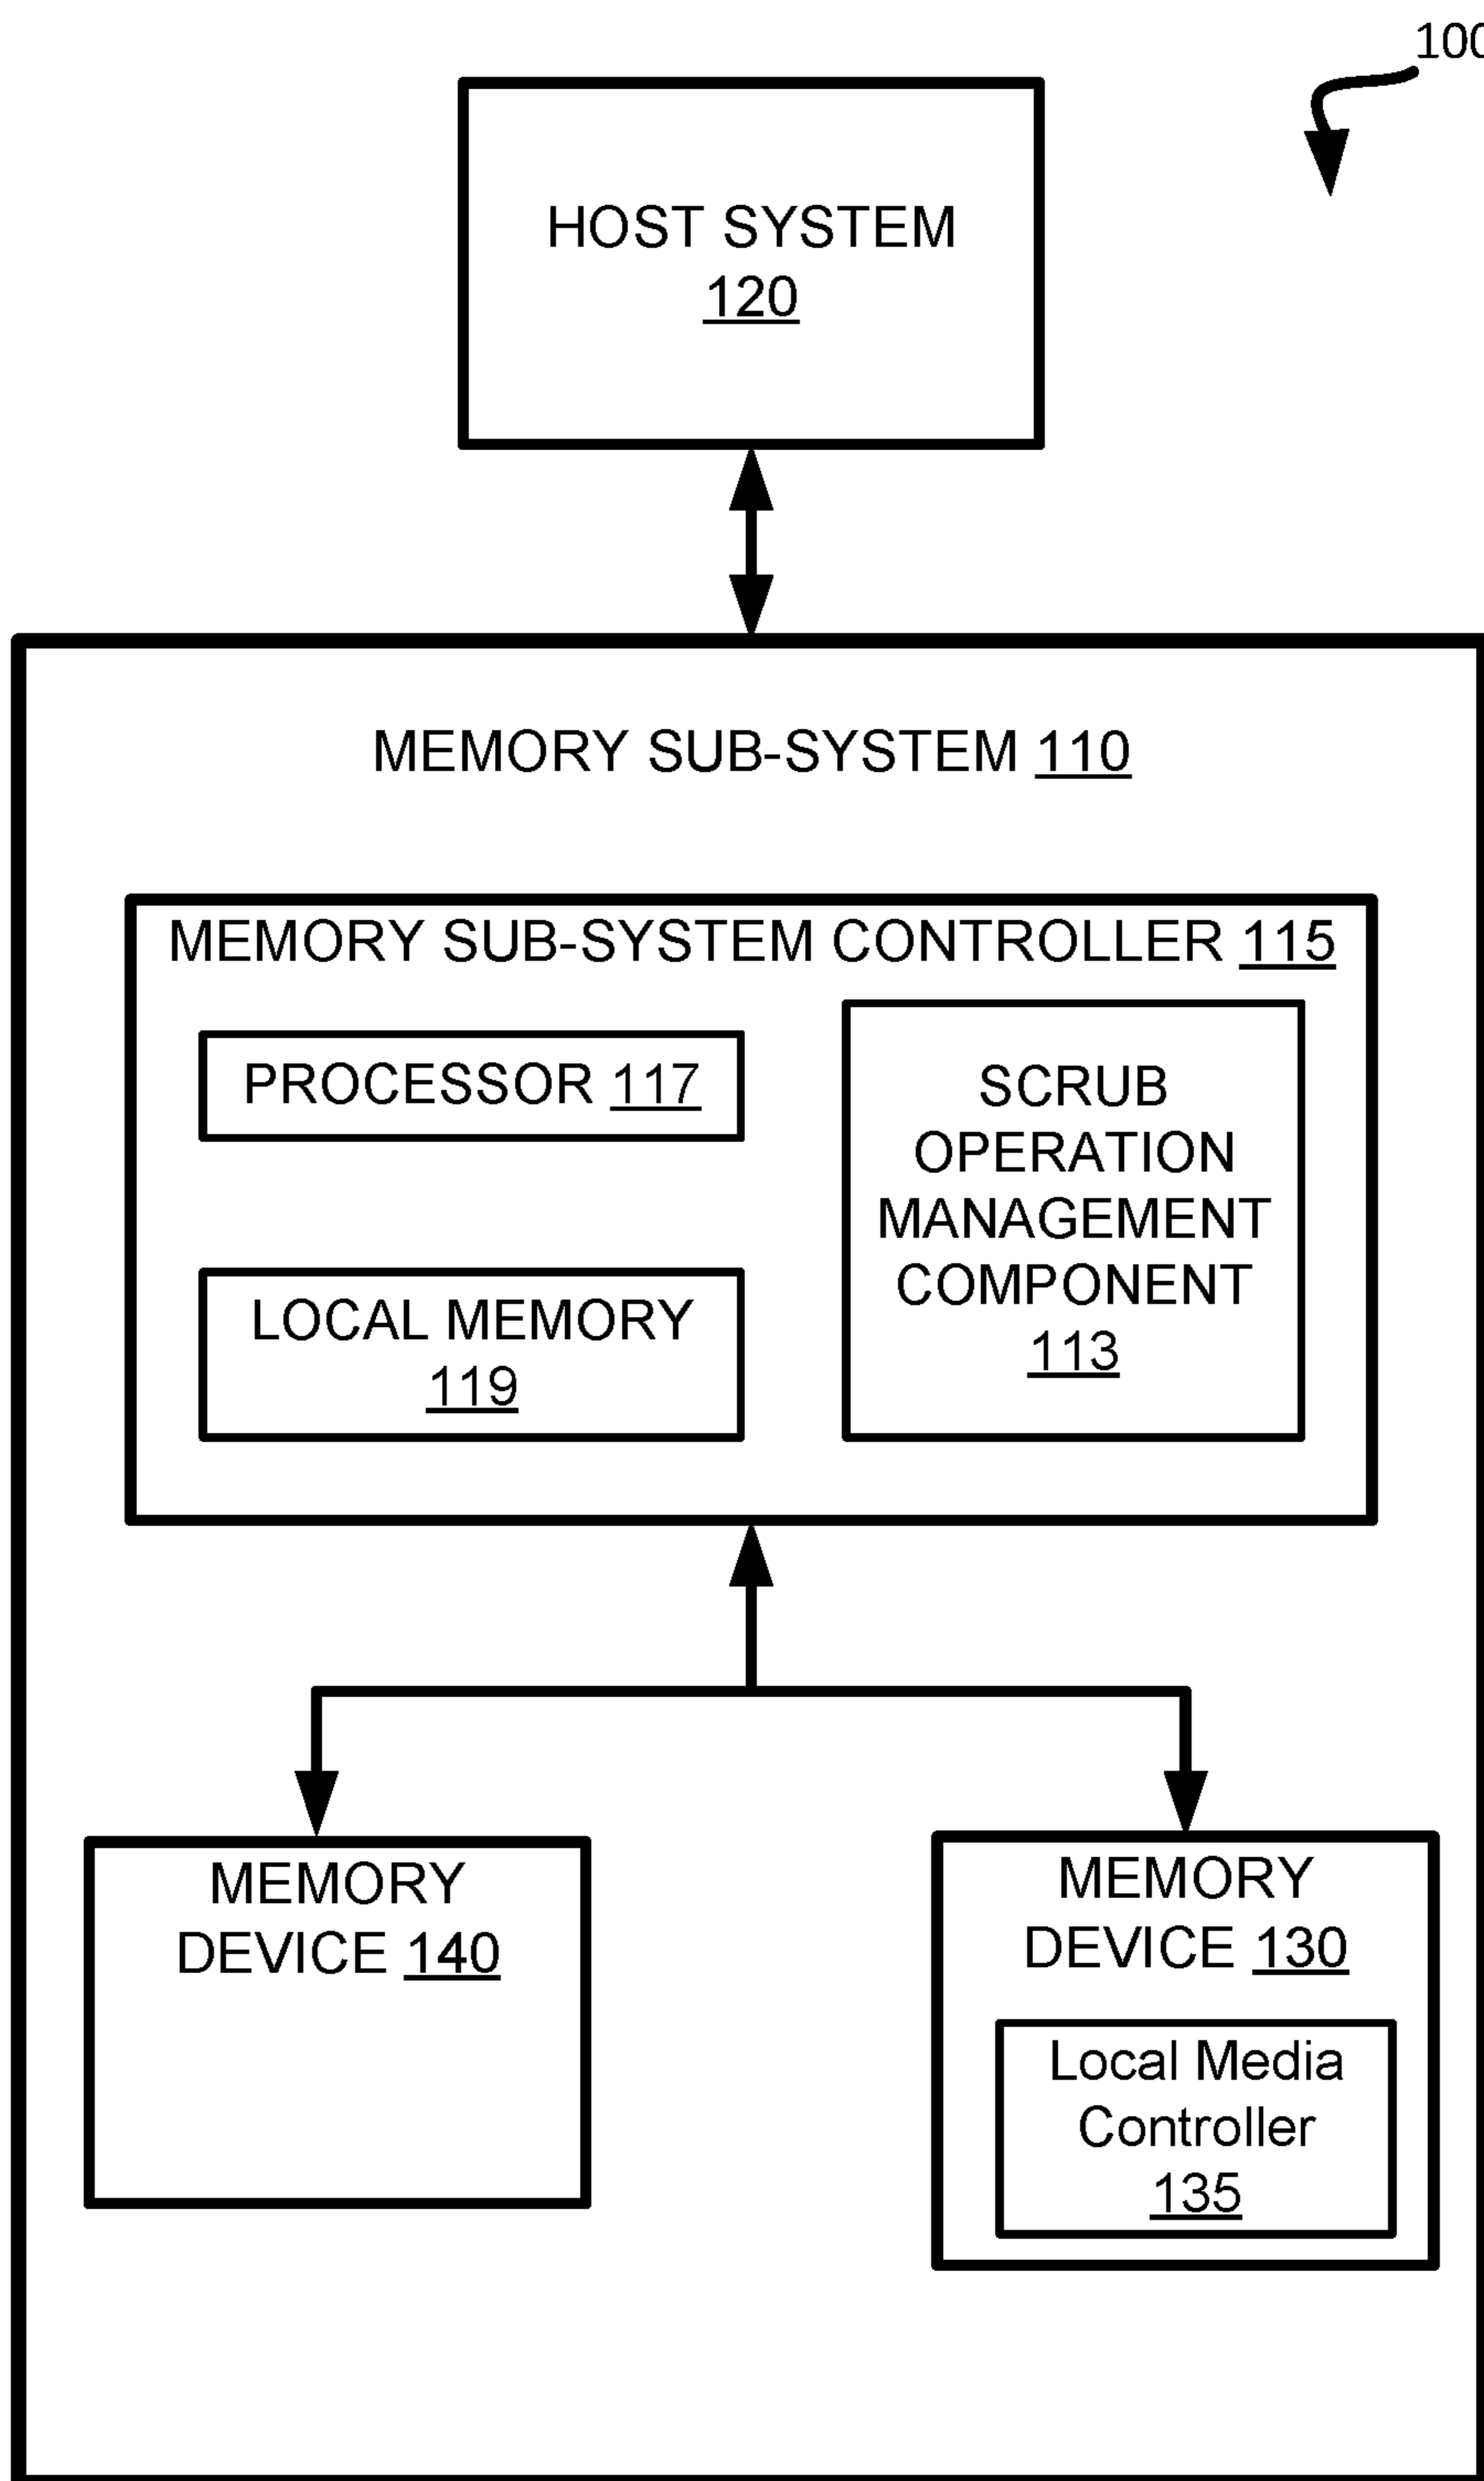 100
HOST SYSTEM
120
MEMORY SUB-SYSTEM 110
MEMORY SUB-SYSTEM CONTROLLER 115
PROCESSOR 117
LOCAL MEMORY
119
SCRUB
OPERATION
MANAGEMENT
COMPONENT
113
MEMORY
DEVICE 140
MEMORY
DEVICE 130
Local Media
Controller
135